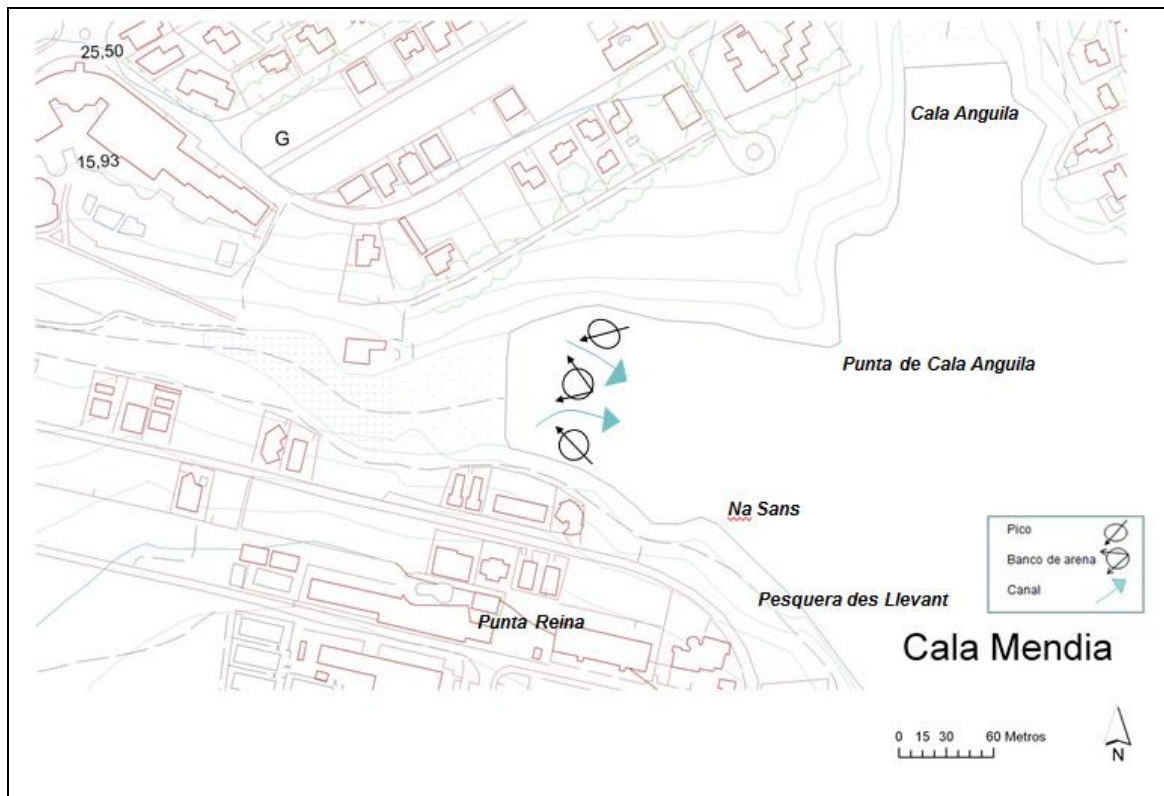 25,50
Cala Anguila
G
15,93
Punta de Cala Anguila
Na Sans
Pico
Banco de arena
Canal
Pesquera des Llevant
Punta Reina
Cala Mendia
0 15 30 60 Metros
N